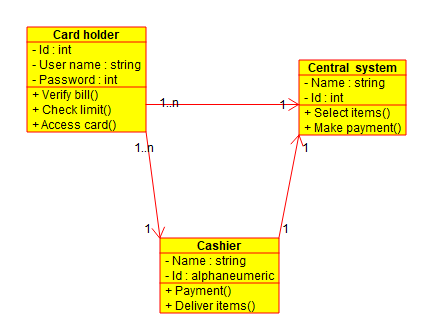 Card holder
- Id : int
- User name : string
- Password : int
+ Verify bill()
+ Check limit()
+ Access card()
1..n
1
Central system
- Name : string
- Id : int
+ Select items()
+ Make payment()
1..n
1
1
1
Cashier
- Name : string
- Id : alphaneumeric
+ Payment()
+ Deliver items()